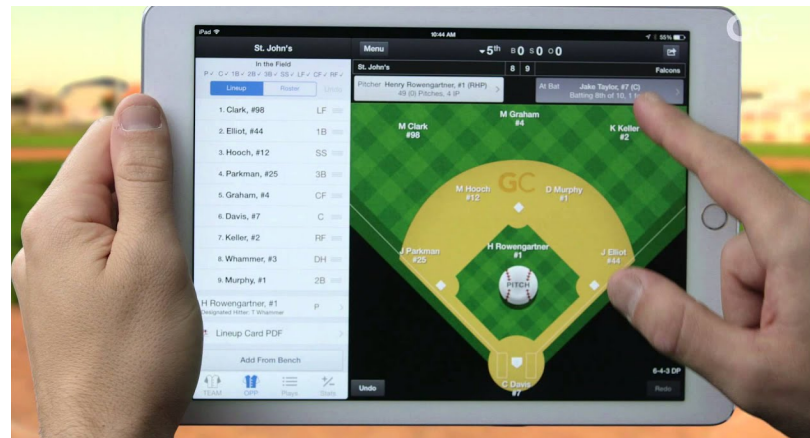 iPad
10:44 AM
55%
St. John's
Menu
5th B 0 S 0 O 0
In the Field
P✓ C✓ 1B✓ 2B✓ 3B✓ SS✓ LF✓ CF✓ RF✓
Lineup Roster Undo
1. Clark, #98 LF
2. Elliot, #44 1B
3. Hooch, #12 SS
4. Parkman, #25 3B
5. Graham, #4 CF
6. Davis, #7 C
7. Keller, #2 RF
8. Whammer, #3 DH
9. Murphy, #1 2B
H Rowengartner, #1 P
Designated Hitter: T Whammer
Lineup Card PDF
Add From Bench
TEAM OPP Plays Stats
St. John's 8 9 Falcons
Pitcher Henry Rowengartner, #1 (RHP)
49 (0) Pitches, 4 IP
At Bat Jake Taylor, #7 (C)
Batting 8th of 10, 1
M Graham
#4
M Clark
#98
K Keller
#2
GC
M Hooch
#12
D Murphy
#1
J Parkman
#25
H Rowengartner
#1
J Elliot
#44
PITCH
6-4-3 DP
C Davis
#7
Undo
Redo